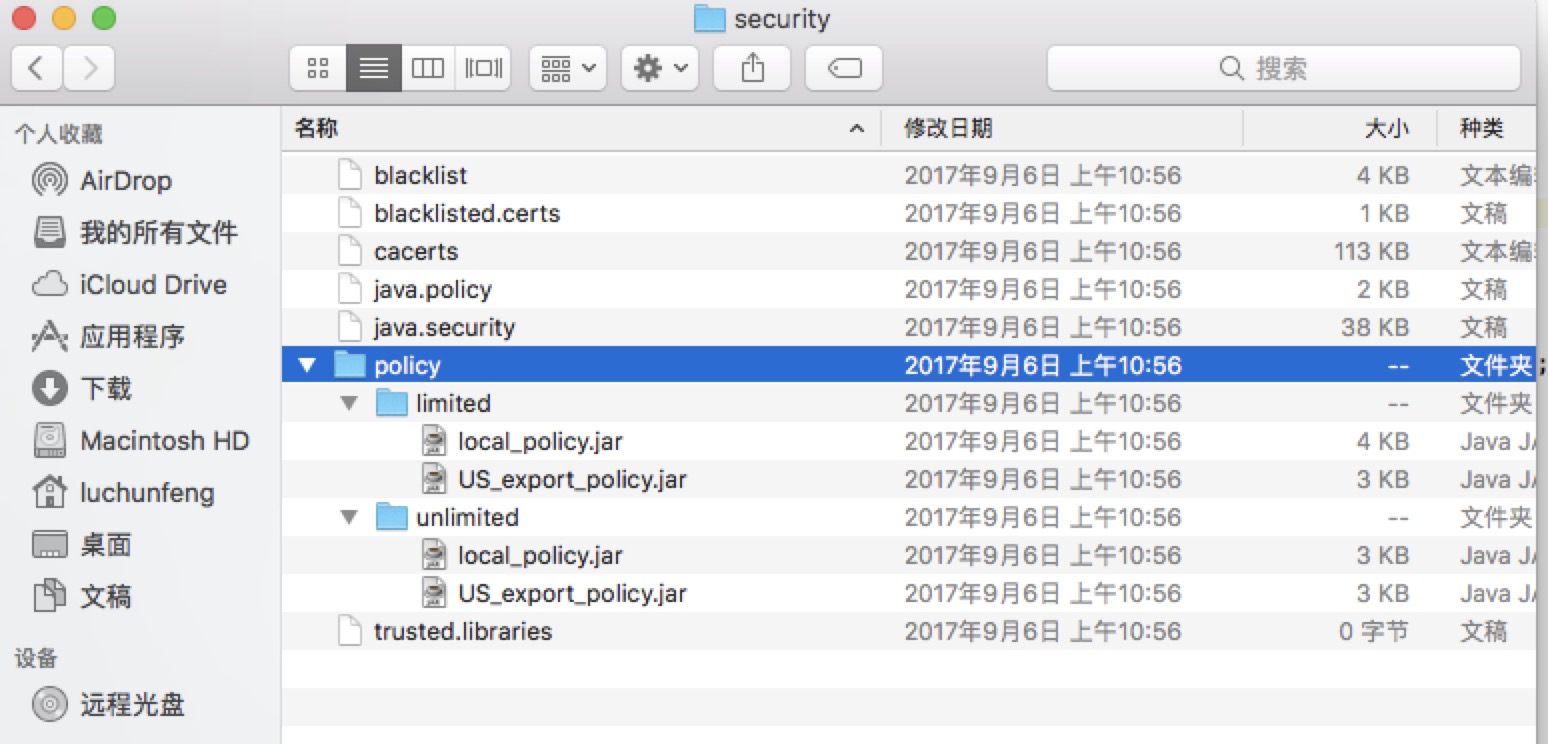 security
搜索
个人收藏
AirDrop
我的所有文件
iCloud Drive
应用程序
下载
Macintosh HD
luchunfeng
桌面
文稿
设备
远程光盘
名称 修改日期 大小 种类
blacklist 2017年9月6日 上午10:56 4 KB 文本编
blacklisted.certs 2017年9月6日 上午10:56 1 KB 文稿
cacerts 2017年9月6日 上午10:56 113 KB 文本编
java.policy 2017年9月6日 上午10:56 2 KB 文稿
java.security 2017年9月6日 上午10:56 38 KB 文稿
policy 2017年9月6日 上午10:56 -- 文件夹
limited 2017年9月6日 上午10:56 -- 文件夹
local_policy.jar 2017年9月6日 上午10:56 4 KB Java JA
US_export_policy.jar 2017年9月6日 上午10:56 3 KB Java JA
unlimited 2017年9月6日 上午10:56 -- 文件夹
local_policy.jar 2017年9月6日 上午10:56 3 KB Java JA
US_export_policy.jar 2017年9月6日 上午10:56 3 KB Java JA
trusted.libraries 2017年9月6日 上午10:56 0 字节 文稿